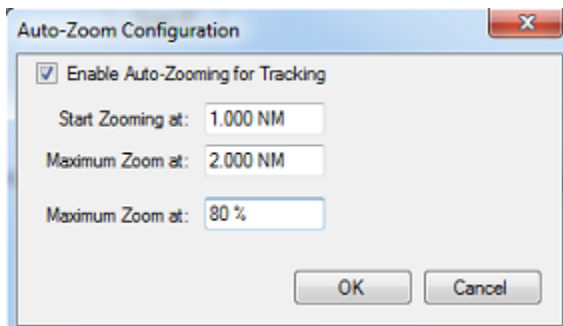 Auto-Zoom Configuration
Enable Auto-Zooming for Tracking
Start Zooming at: 1.000 NM
Maximum Zoom at: 2.000 NM
Maximum Zoom at: 80 %
OK Cancel